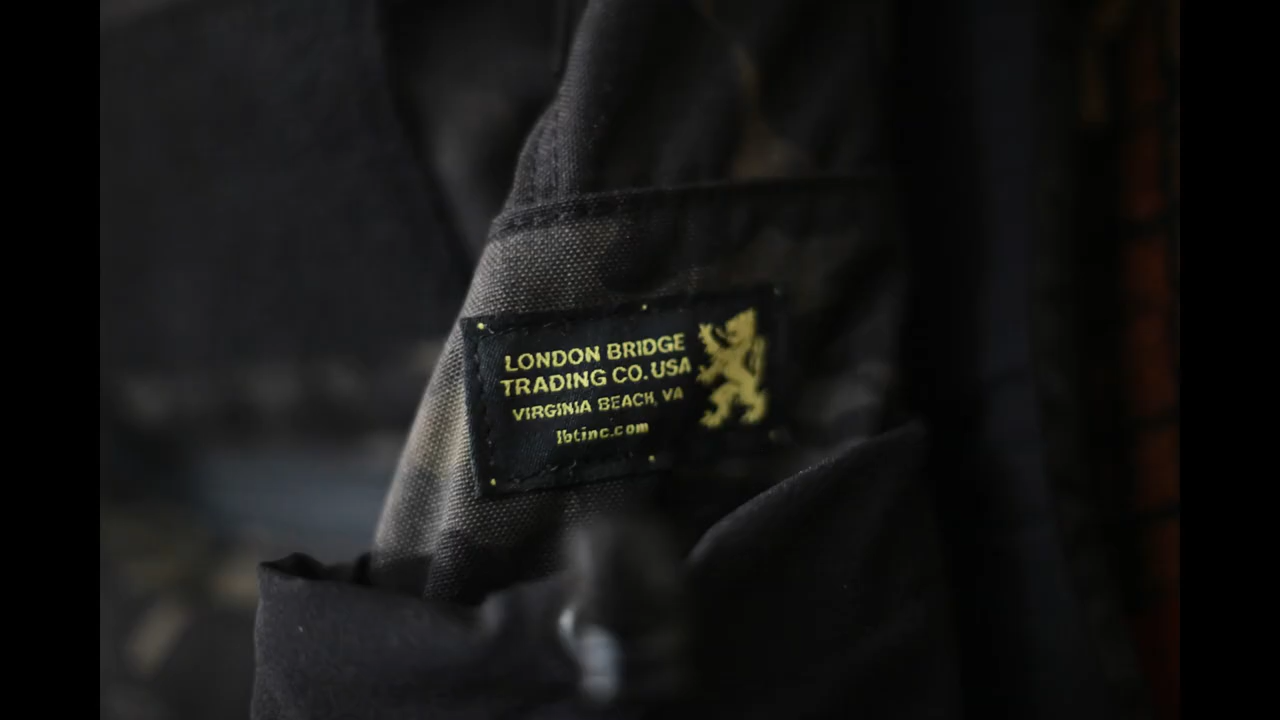 LONDON BRIDGE
TRADING CO. USA
VIRGINIA BEACH, VA
lbtinc.com